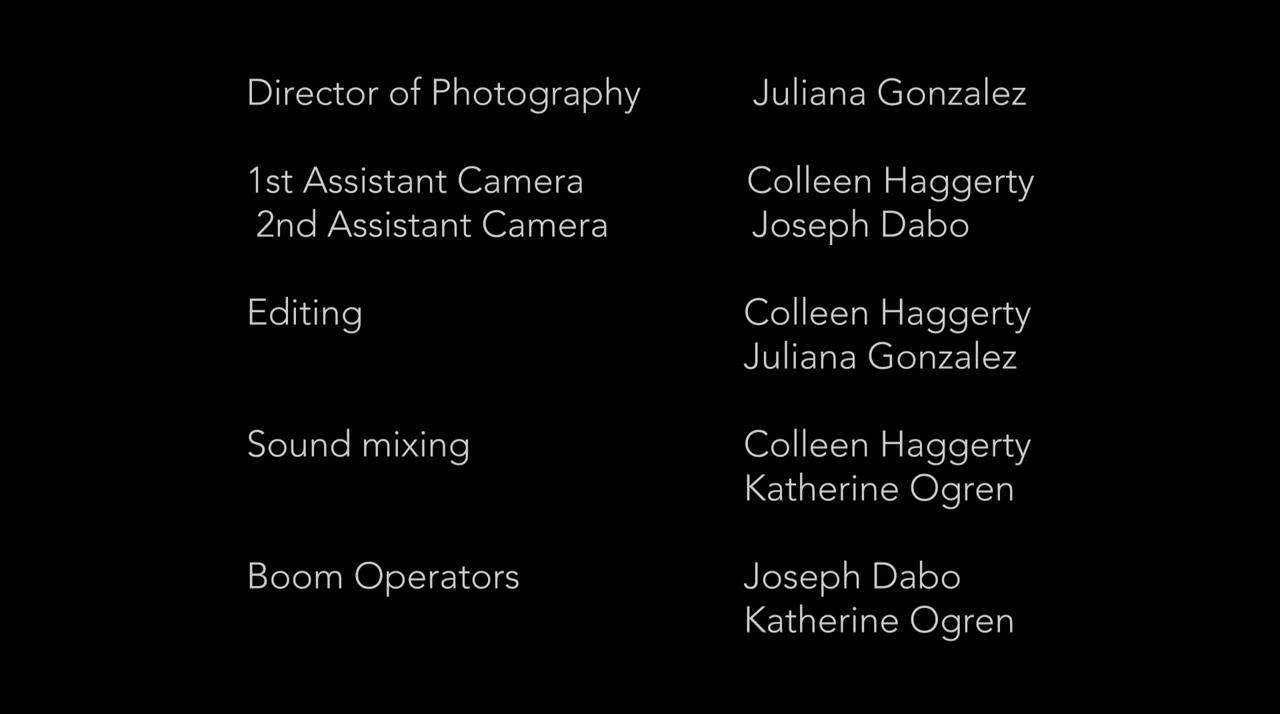 Director of Photography Juliana Gonzalez
1st Assistant Camera Colleen Haggerty
2nd Assistant Camera Joseph Dabo
Editing Colleen Haggerty
Juliana Gonzalez
Sound mixing Colleen Haggerty
Katherine Ogren
Boom Operators Joseph Dabo
Katherine Ogren